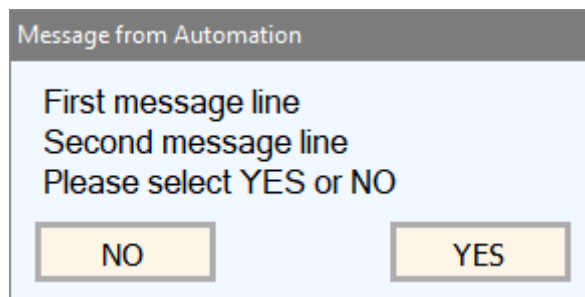 Message from Automation
First message line
Second message line
Please select YES or NO
NO YES